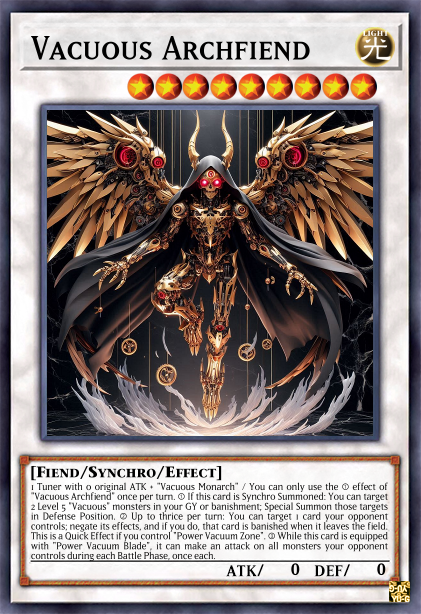 VACUOUS ARCHFIEND
LIGHT
光
[FIEND/SYNCHRO/EFFECT]
1 Tuner with 0 original ATK + "Vacuous Monarch" / You can only use the ① effect of
"Vacuous Archfiend" once per turn. ① If this card is Synchro Summoned: You can target
2 Level 5 "Vacuous" monsters in your GY or banishment; Special Summon those targets
in Defense Position. ② Up to thrice per turn: You can target 1 card your opponent
controls; negate its effects, and if you do, that card is banished when it leaves the field.
This is a Quick Effect if you control "Power Vacuum Zone". ③ While this card is equipped
with "Power Vacuum Blade", it can make an attack on all monsters your opponent
controls during each Battle Phase, once each.
ATK/ 0 DEF/ 0